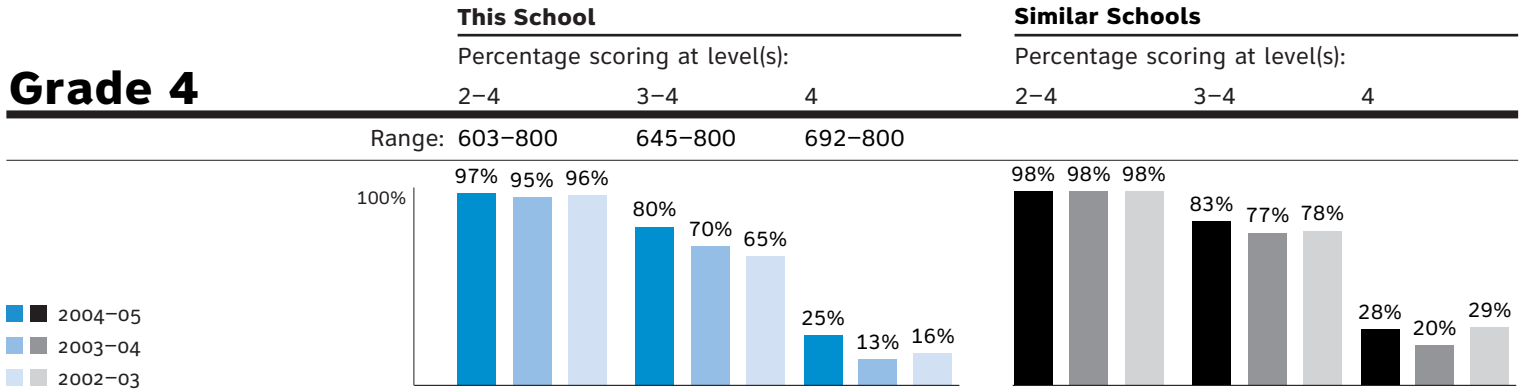 This School Similar Schools
Percentage scoring at level(s): Percentage scoring at level(s):
Grade 4 2–4 3–4 4 2–4 3–4 4
Range: 603–800 645–800 692–800
100%
97% 95% 96% 80% 70% 65% 25% 13% 16%
98% 98% 98% 83% 77% 78% 28% 20% 29%
2004–05
2003–04
2002–03